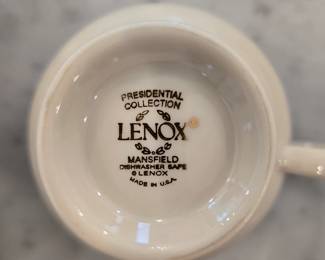 PRESIDENTIAL
COLLECTION
LENOX®
MANSFIELD
DISHWASHER SAFE
© LENOX
MADE IN U.S.A.